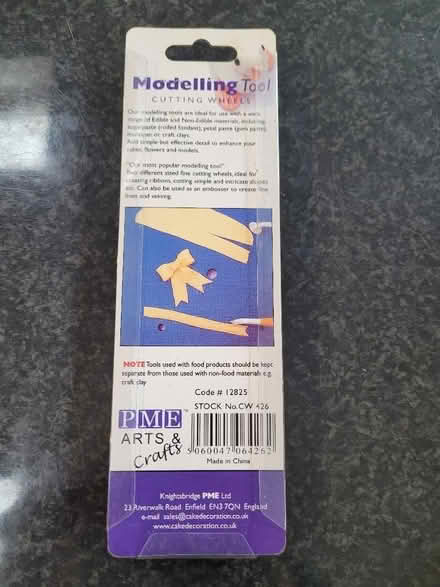 Modelling Tool
CUTTING WHEELS
Our modelling tools are ideal for use with a wide
range of Edible and Non-Edible materials, including
sugarpaste (rolled fondant), petal paste (gum paste),
marzipan or craft clays.
Add simple but effective detail to enhance your
cakes, flowers and models.
"Our most popular modelling tool"
Two different sized fine cutting wheels, ideal for
creating ribbons, cutting simple and intricate shapes
etc. Can also be used as an embosser to create fine
lines and veining.
NOTE Tools used with food products should be kept
separate from those used with non-food materials e.g.
craft clay
Code # 12825
STOCK No.CW 426
PME
ARTS &
Crafts
5 060047 064262
Made in China
Knightsbridge PME Ltd
23 Riverwalk Road Enfield EN3 7QN England
e-mail sales@cakedecoration.co.uk
www.cakedecoration.co.uk